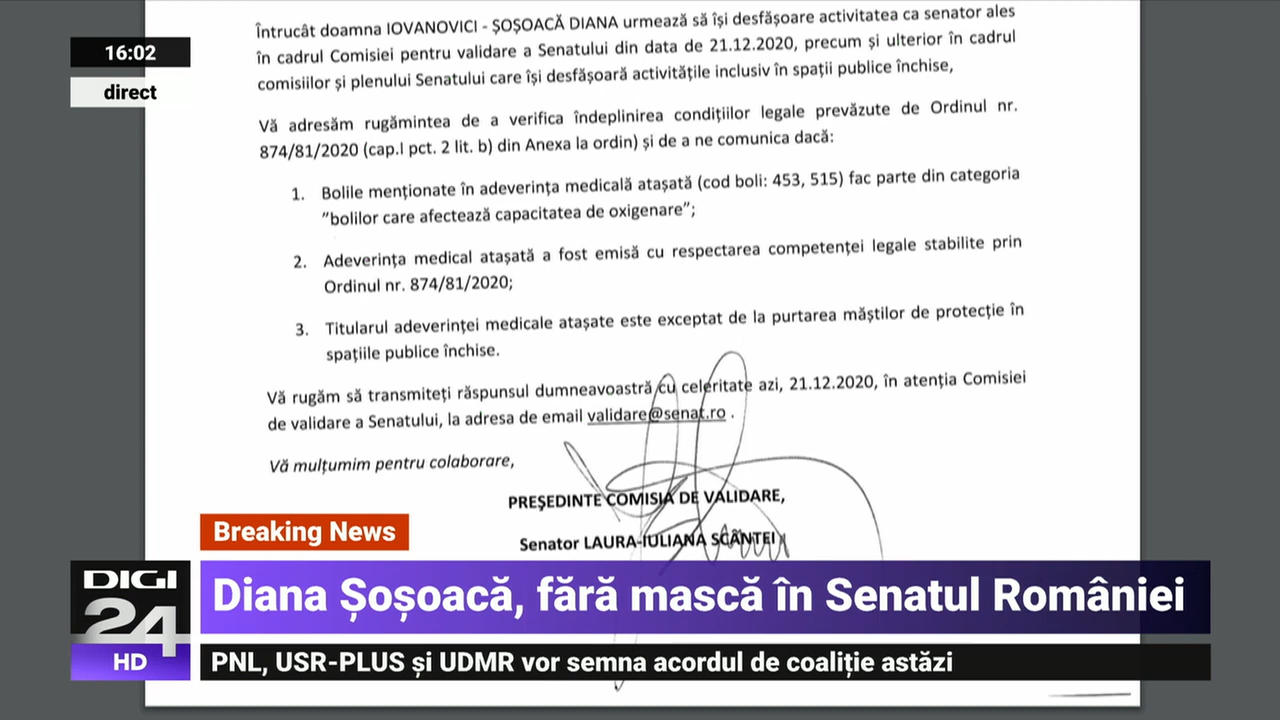 Întrucât doamna IOVANOVICI - ȘOȘOACĂ DIANA urmează să își desfășoare activitatea ca senator ales
în cadrul Comisiei pentru validare a Senatului din data de 21.12.2020, precum și ulterior în cadrul
comisiilor și plenului Senatului care își desfășoară activitățile inclusiv în spații publice închise,
Vă adresăm rugămintea de a verifica îndeplinirea condițiilor legale prevăzute de Ordinul nr.
874/81/2020 (cap.I pct. 2 lit. b) din Anexa la ordin) și de a ne comunica dacă:
1. Bolile menționate în adeverința medicală atașată (cod boli: 453, 515) fac parte din categoria
”bolilor care afectează capacitatea de oxigenare”;
2. Adeverința medical atașată a fost emisă cu respectarea competenței legale stabilite prin
Ordinul nr. 874/81/2020;
3. Titularul adeverinței medicale atașate este exceptat de la purtarea măștilor de protecție în
spațiile publice închise.
Vă rugăm să transmiteți răspunsul dumneavoastră cu celeritate azi, 21.12.2020, în atenția Comisiei
de validare a Senatului, la adresa de email validare@senat.ro .
Vă mulțumim pentru colaborare,
PREŞEDINTE COMISIA DE VALIDARE,
Senator LAURA-IULIANA SCÂNTEI
16:02
direct
Breaking News
Diana Șoșoacă, fără mască în Senatul României
PNL, USR-PLUS și UDMR vor semna acordul de coaliție astăzi
DIGI
24
HD